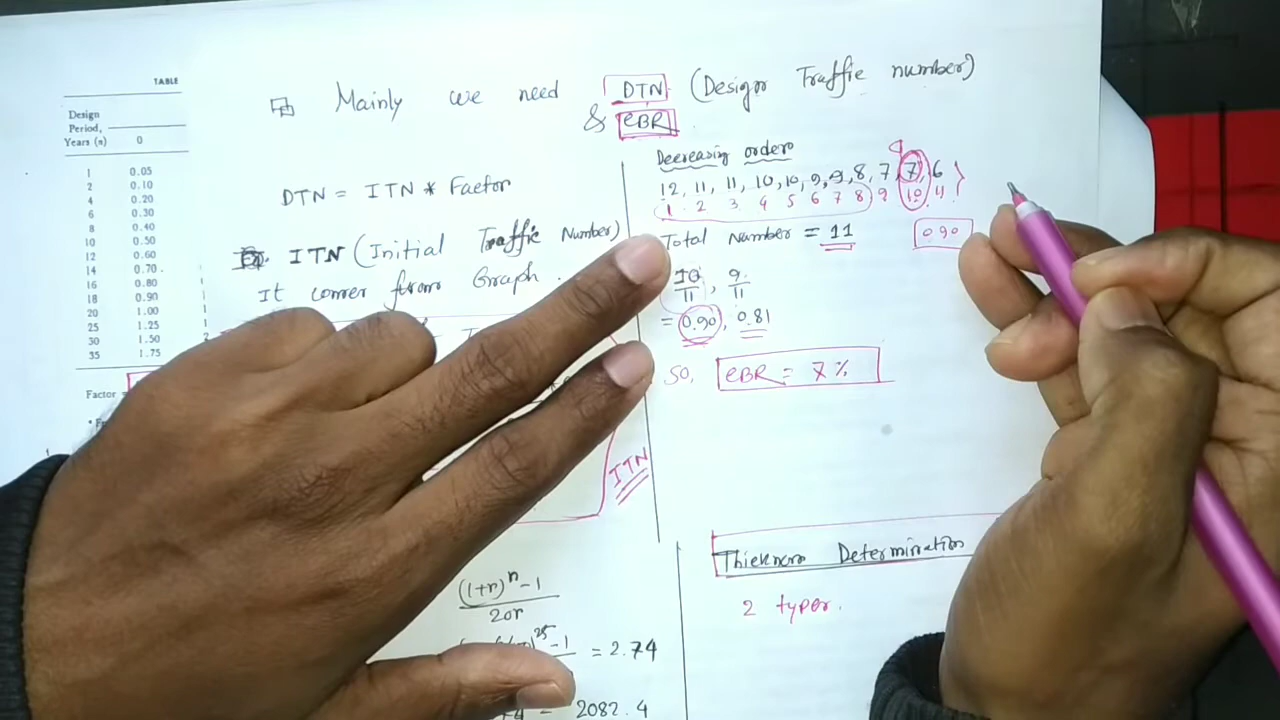 TABLE
Design
Period,
Years (n) 0
1 0.05
2 0.10
4 0.20
6 0.30
8 0.40
10 0.50
12 0.60
14 0.70
16 0.80
18 0.90
20 1.00
25 1.25
30 1.50
35 1.75
Factor
Mainly we need DTN (Design Traffic number)
& CBR
DTN = ITN * Factor
ITN (Initial Traffic Number)
It comes from Graph.
ITN
(1+r)^n - 1
20r
25 - 1 = 2.74
= 2082.4
Decreasing order
12, 11, 11, 10, 10, 9, 9, 8, 7, 7, 6
1 2 3 4 5 6 7 8 9 10 11
Total Number = 11
0.90
10/11, 9/11
= 0.90, 0.81
So, CBR = 7%
Thickness Determination
2 types.